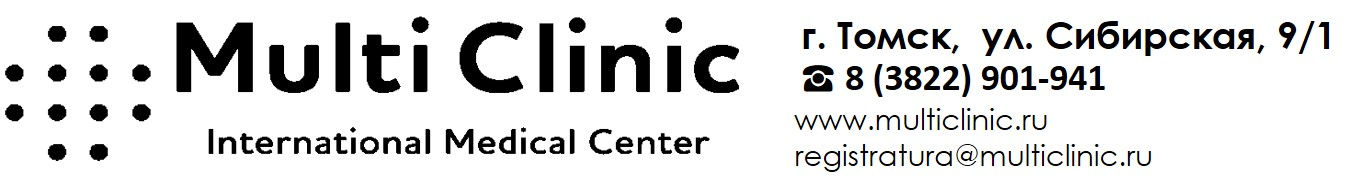 Multi Clinic
International Medical Center
г. Томск, ул. Сибирская, 9/1
☎ 8 (3822) 901-941
www.multiclinic.ru
registratura@multiclinic.ru